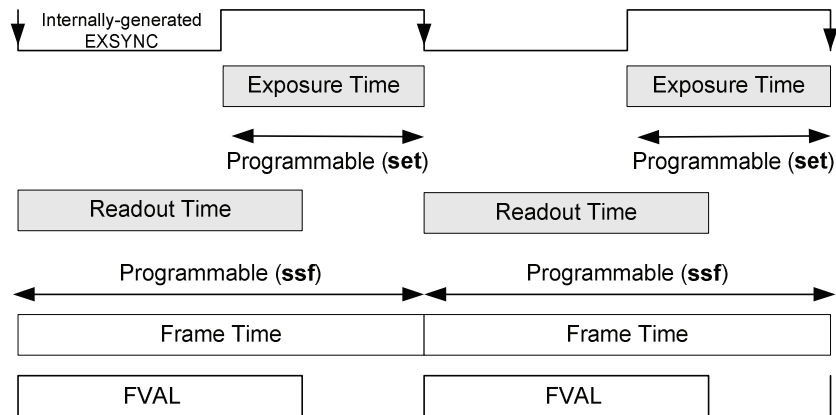 Internally-generated
EXSYNC
Exposure Time
Exposure Time
Programmable (set)
Programmable (set)
Readout Time
Readout Time
Programmable (ssf)
Programmable (ssf)
Frame Time
Frame Time
FVAL
FVAL